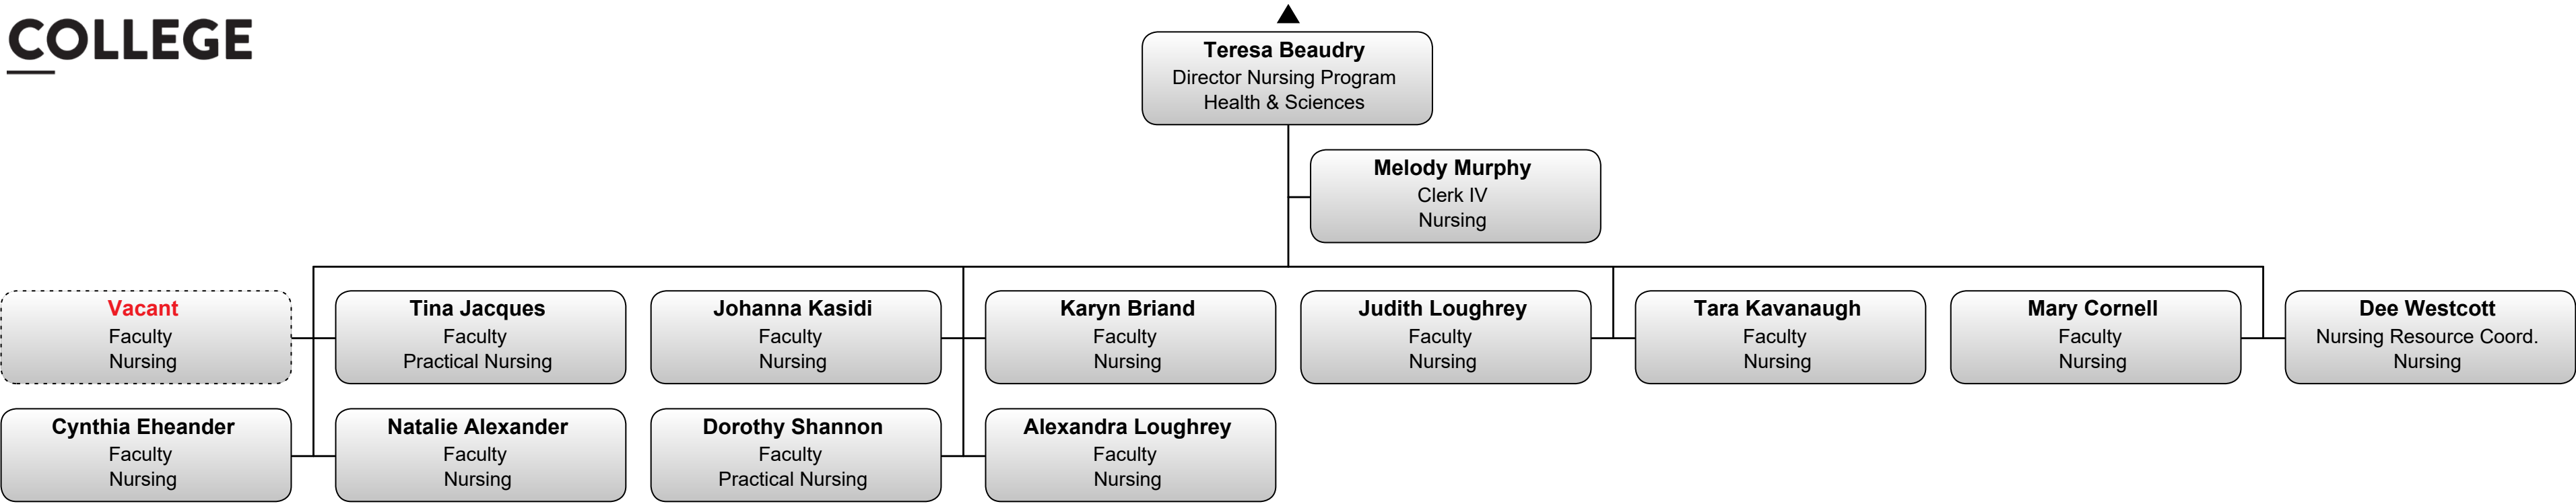 COLLEGE
Teresa Beaudry
Director Nursing Program
Health & Sciences
Melody Murphy
Clerk IV
Nursing
Vacant
Faculty
Nursing
Tina Jacques
Faculty
Practical Nursing
Johanna Kasidi
Faculty
Nursing
Karyn Briand
Faculty
Nursing
Judith Loughrey
Faculty
Nursing
Tara Kavanaugh
Faculty
Nursing
Mary Cornell
Faculty
Nursing
Dee Westcott
Nursing Resource Coord.
Nursing
Cynthia Eheander
Faculty
Nursing
Natalie Alexander
Faculty
Nursing
Dorothy Shannon
Faculty
Practical Nursing
Alexandra Loughrey
Faculty
Nursing